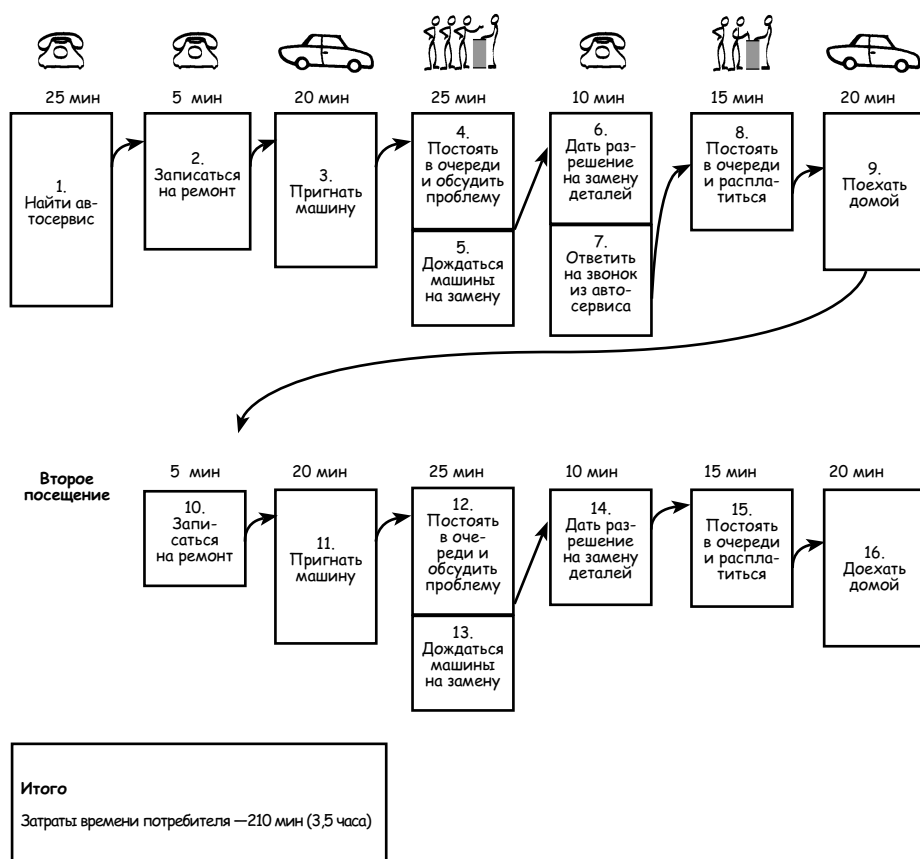 25 мин
5 мин
20 мин
25 мин
10 мин
15 мин
20 мин
1.
Найти ав-
тосервис
2.
Записаться
на ремонт
3.
Пригнать
машину
4.
Постоять
в очереди
и обсудить
проблему
5.
Дождаться
машины
на замену
6.
Дать раз-
решение
на замену
деталей
7.
Ответить
на звонок
из авто-
сервиса
8.
Постоять
в очереди
и распла-
титься
9.
Поехать
домой
Второе
посещение
5 мин
20 мин
25 мин
10 мин
15 мин
20 мин
10.
Запи-
саться
на ремонт
11.
Пригнать
машину
12.
Постоять
в оче-
реди и
обсудить
проблему
13.
Дождаться
машины
на замену
14.
Дать раз-
решение
на замену
деталей
15.
Постоять
в очереди
и распла-
титься
16.
Доехать
домой
Итого
Затраты времени потребителя —210 мин (3,5 часа)